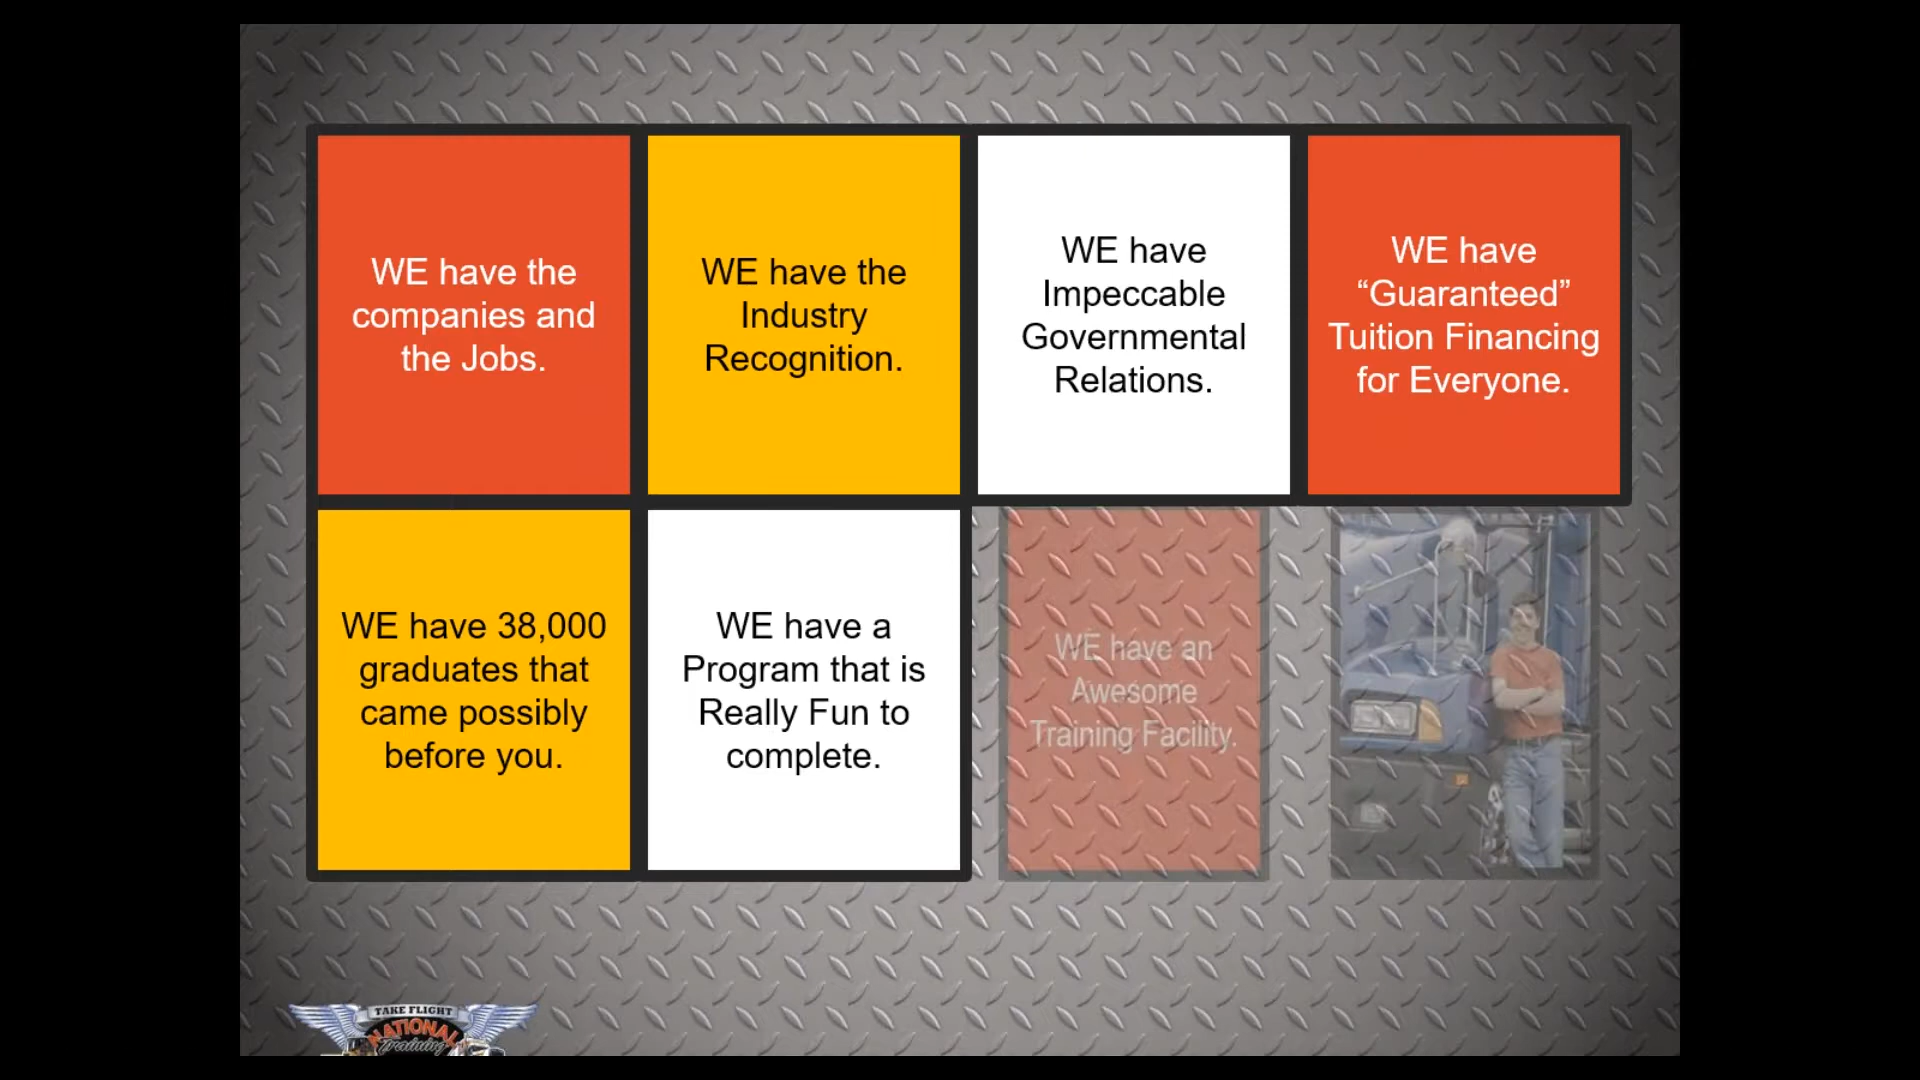 WE have the
companies and
the Jobs.
WE have the
Industry
Recognition.
WE have
Impeccable
Governmental
Relations.
WE have
“Guaranteed”
Tuition Financing
for Everyone.
WE have 38,000
graduates that
came possibly
before you.
WE have a
Program that is
Really Fun to
complete.
WE have an
Awesome
Training Facility.
TAKE FLIGHT
NATIONAL
Training